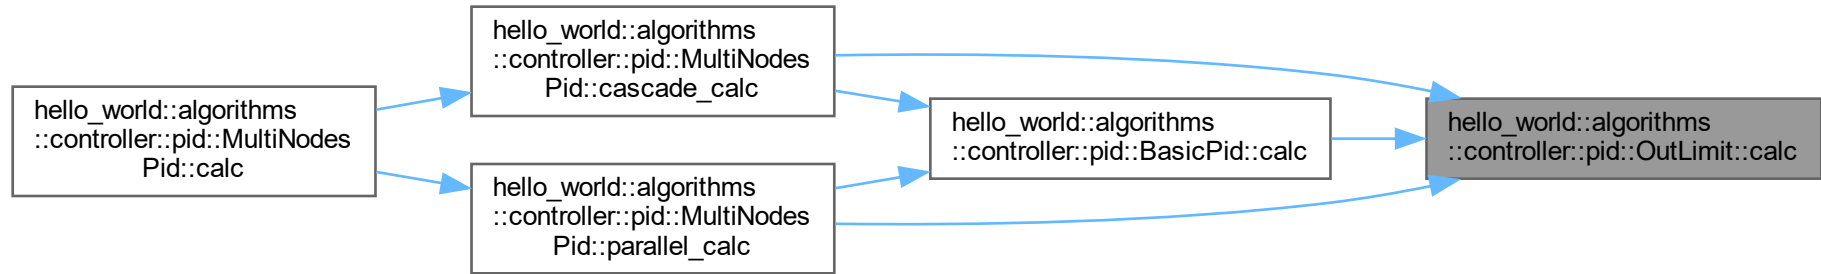 hello_world::algorithms
::controller::pid::MultiNodes
Pid::calc
hello_world::algorithms
::controller::pid::MultiNodes
Pid::cascade_calc
hello_world::algorithms
::controller::pid::MultiNodes
Pid::parallel_calc
hello_world::algorithms
::controller::pid::BasicPid::calc
hello_world::algorithms
::controller::pid::OutLimit::calc